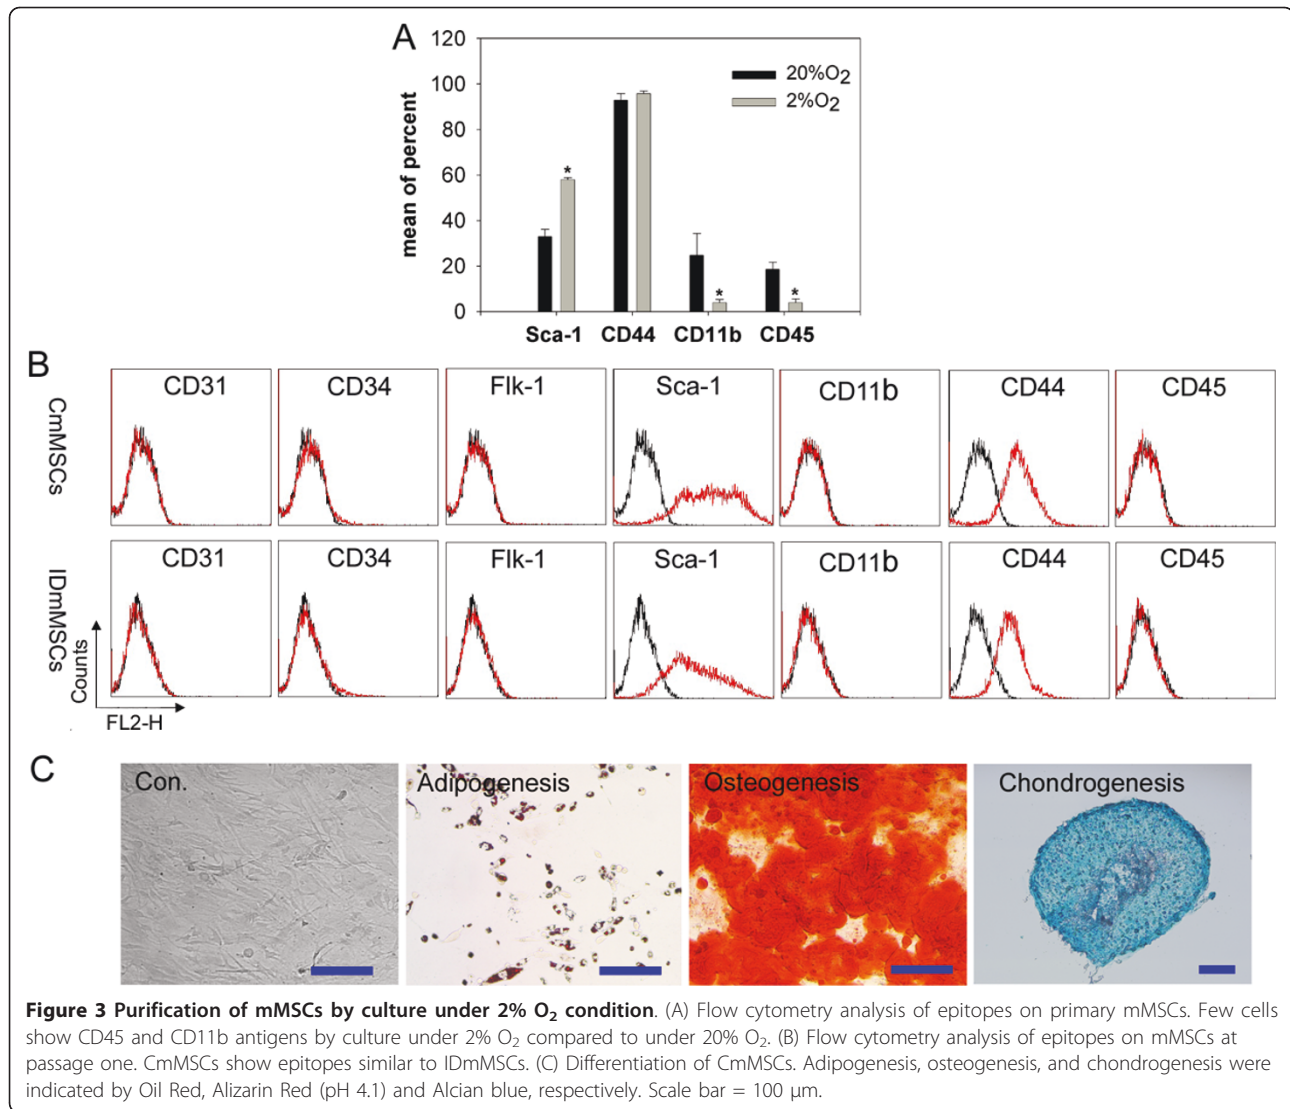 A
120
100
80
60
40
20
0
mean of percent
20%O₂
2%O₂
*
*
*
Sca-1 CD44 CD11b CD45
B
CmMSCs
CD31 CD34 Flk-1 Sca-1 CD11b CD44 CD45
IDmMSCs
CD31 CD34 Flk-1 Sca-1 CD11b CD44 CD45
Counts
FL2-H
C
Con. Adipogenesis Osteogenesis Chondrogenesis
Figure 3 Purification of mMSCs by culture under 2% O₂ condition. (A) Flow cytometry analysis of epitopes on primary mMSCs. Few cells
show CD45 and CD11b antigens by culture under 2% O₂ compared to under 20% O₂. (B) Flow cytometry analysis of epitopes on mMSCs at
passage one. CmMSCs show epitopes similar to IDmMSCs. (C) Differentiation of CmMSCs. Adipogenesis, osteogenesis, and chondrogenesis were
indicated by Oil Red, Alizarin Red (pH 4.1) and Alcian blue, respectively. Scale bar = 100 μm.